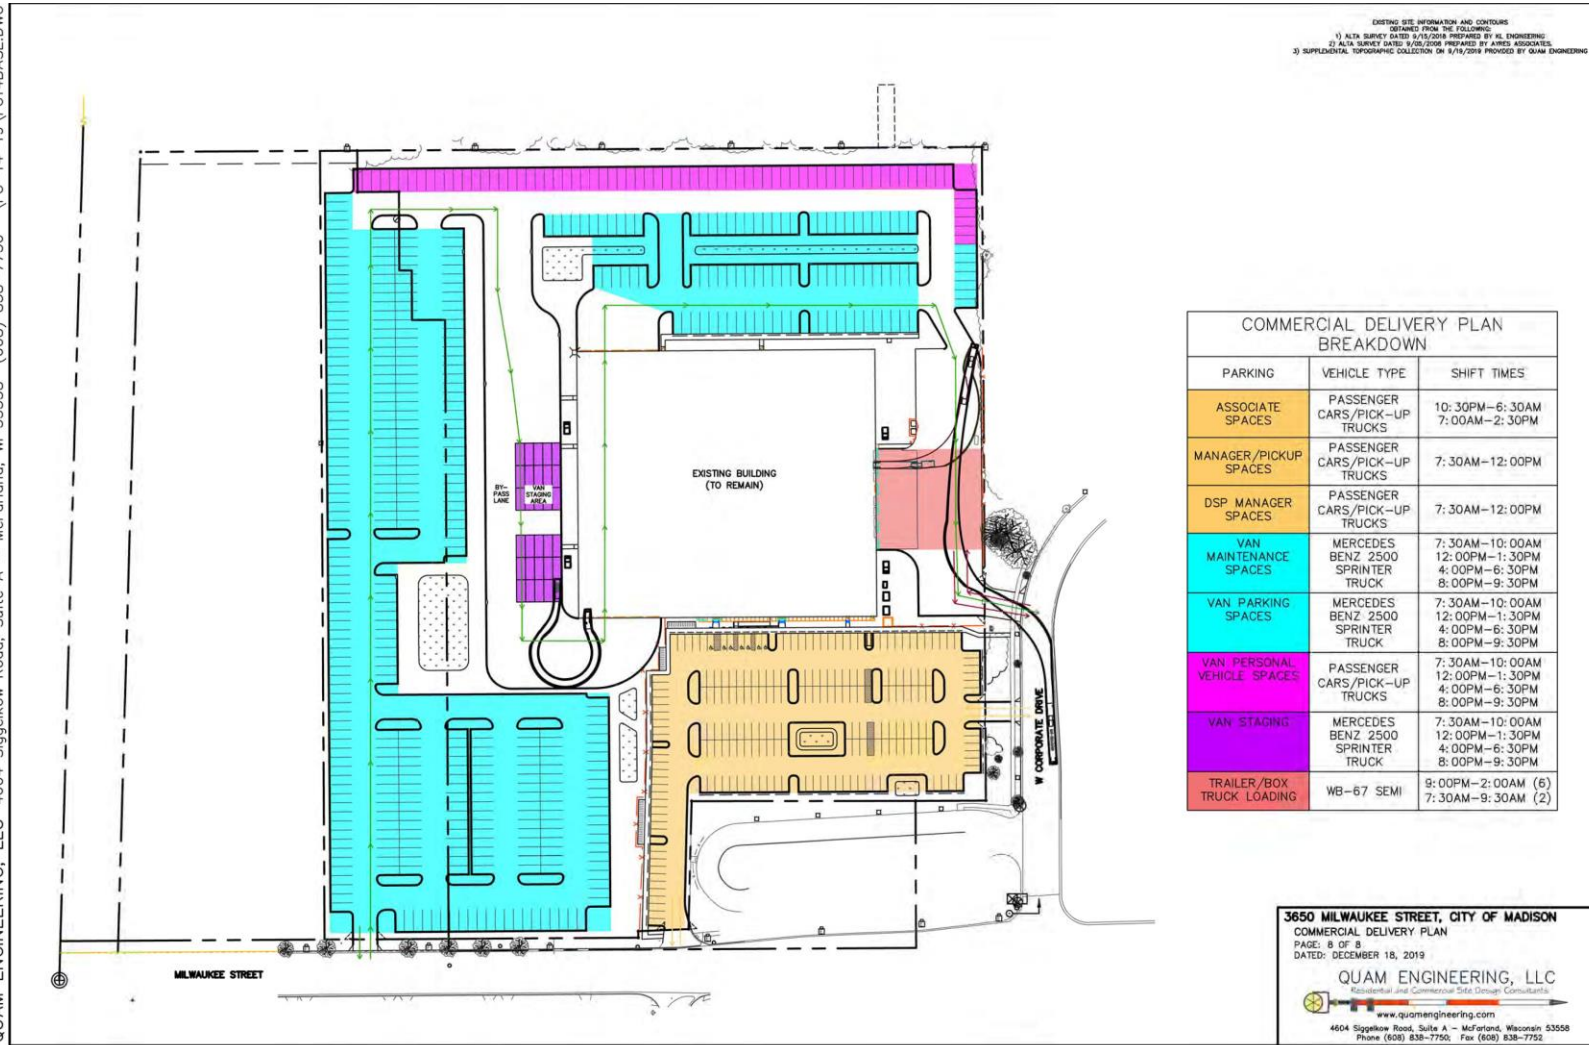 EXISTING SITE INFORMATION AND CONTOURS
OBTAINED FROM THE FOLLOWING:
1) ALTA SURVEY DATED 9/15/2018 PREPARED BY KL ENGINEERING
2) ALTA SURVEY DATED 9/05/2008 PREPARED BY AYRES ASSOCIATES.
3) SUPPLEMENTAL TOPOGRAPHIC COLLECTION ON 9/19/2019 PROVIDED BY QUAM ENGINEERING
EXISTING BUILDING
(TO REMAIN)
BY-
PASS
LANE
VAN
STAGING
AREA
W CORPORATE DRIVE
MILWAUKEE STREET
COMMERCIAL DELIVERY PLAN
BREAKDOWN
PARKING VEHICLE TYPE SHIFT TIMES
ASSOCIATE
SPACES
PASSENGER
CARS/PICK-UP
TRUCKS
10:30PM-6:30AM
7:00AM-2:30PM
MANAGER/PICKUP
SPACES
PASSENGER
CARS/PICK-UP
TRUCKS
7:30AM-12:00PM
DSP MANAGER
SPACES
PASSENGER
CARS/PICK-UP
TRUCKS
7:30AM-12:00PM
VAN
MAINTENANCE
SPACES
MERCEDES
BENZ 2500
SPRINTER
TRUCK
7:30AM-10:00AM
12:00PM-1:30PM
4:00PM-6:30PM
8:00PM-9:30PM
VAN PARKING
SPACES
MERCEDES
BENZ 2500
SPRINTER
TRUCK
7:30AM-10:00AM
12:00PM-1:30PM
4:00PM-6:30PM
8:00PM-9:30PM
VAN PERSONAL
VEHICLE SPACES
PASSENGER
CARS/PICK-UP
TRUCKS
7:30AM-10:00AM
12:00PM-1:30PM
4:00PM-6:30PM
8:00PM-9:30PM
VAN STAGING
MERCEDES
BENZ 2500
SPRINTER
TRUCK
7:30AM-10:00AM
12:00PM-1:30PM
4:00PM-6:30PM
8:00PM-9:30PM
TRAILER/BOX
TRUCK LOADING
WB-67 SEMI
9:00PM-2:00AM (6)
7:30AM-9:30AM (2)
3650 MILWAUKEE STREET, CITY OF MADISON
COMMERCIAL DELIVERY PLAN
PAGE: 8 OF 8
DATED: DECEMBER 18, 2019
QUAM ENGINEERING, LLC
Residential and Commercial Site Design Consultants
www.quamengineering.com
4604 Siggelkow Road, Suite A - McFarland, Wisconsin 53558
Phone (608) 838-7750; Fax (608) 838-7752